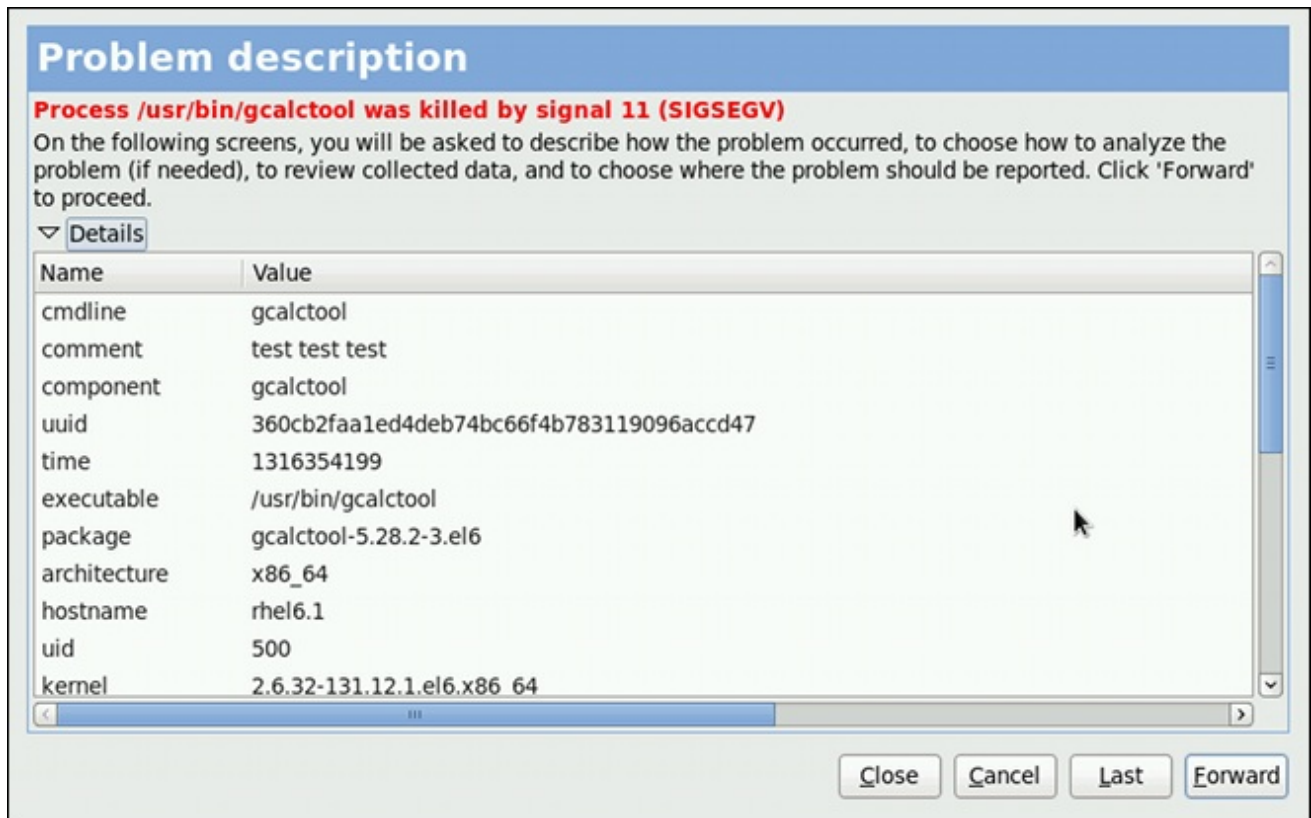 Problem description
Process /usr/bin/gcalctool was killed by signal 11 (SIGSEGV)
On the following screens, you will be asked to describe how the problem occurred, to choose how to analyze the
problem (if needed), to review collected data, and to choose where the problem should be reported. Click 'Forward'
to proceed.
Details
Name Value
cmdline gcalctool
comment test test test
component gcalctool
uuid 360cb2faa1ed4deb74bc66f4b783119096accd47
time 1316354199
executable /usr/bin/gcalctool
package gcalctool-5.28.2-3.el6
architecture x86_64
hostname rhel6.1
uid 500
kernel 2.6.32-131.12.1.el6.x86_64
Close Cancel Last Forward